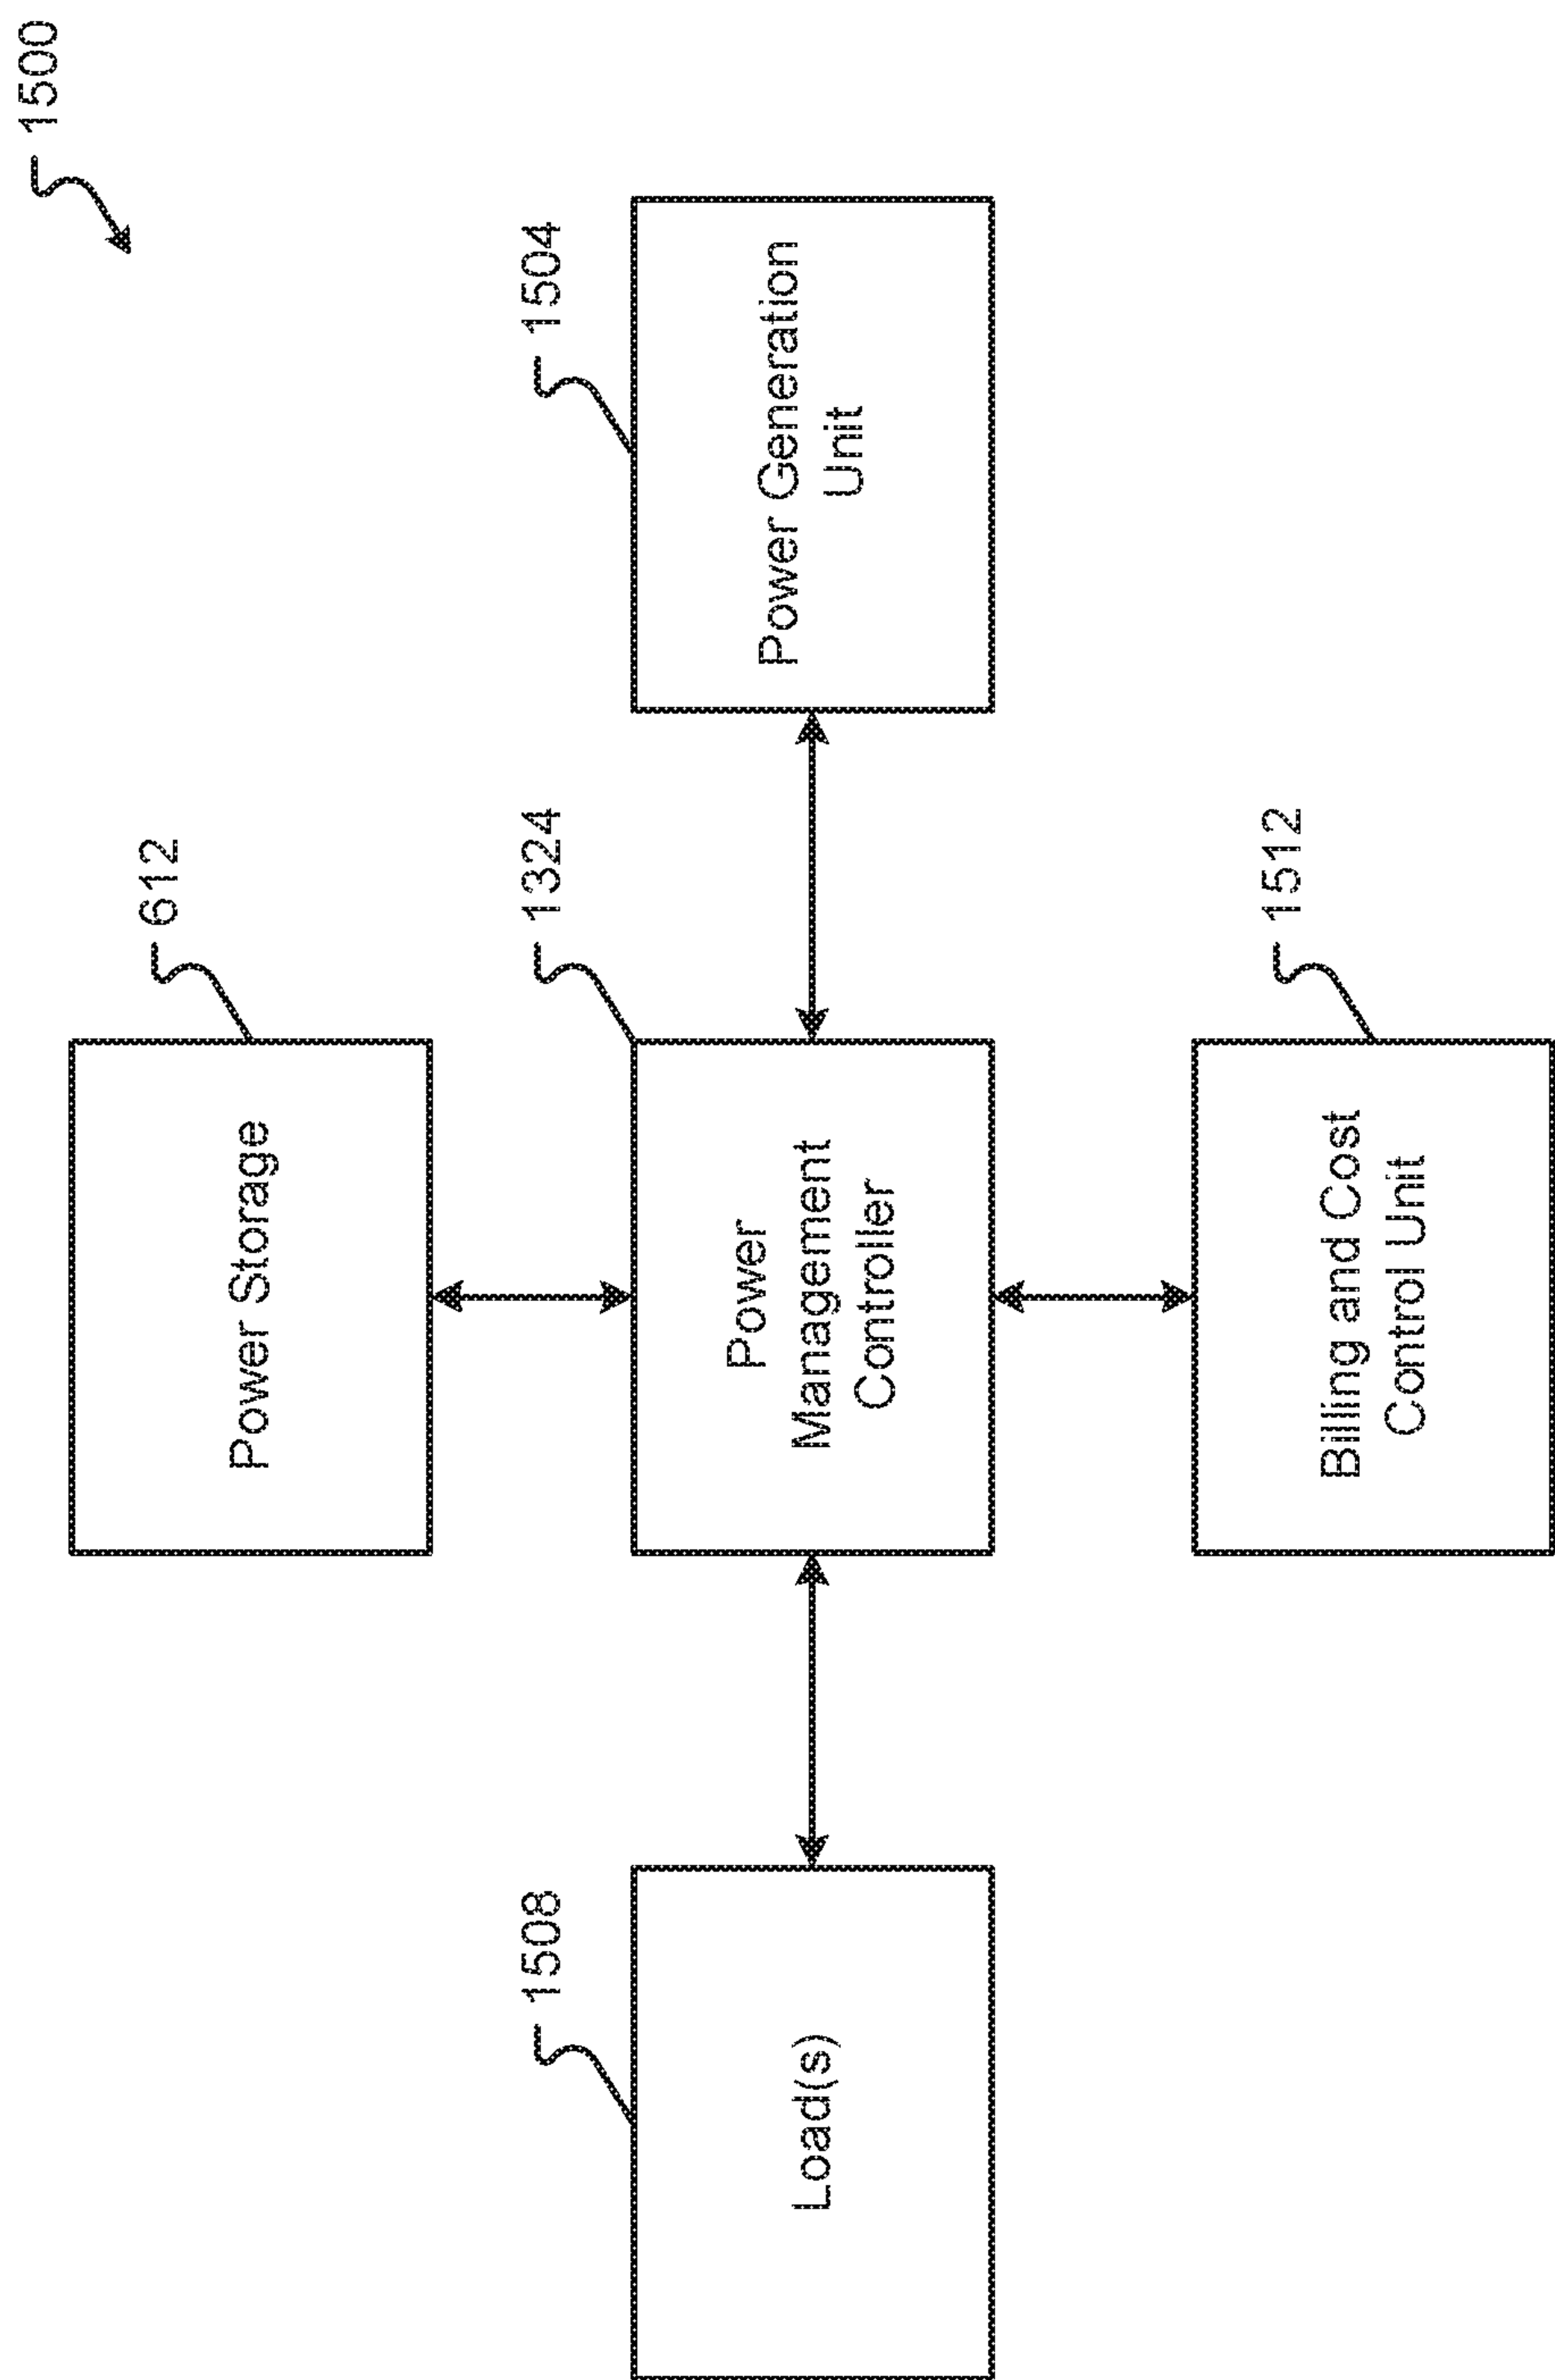 1500
612
Power Storage
1508
Load(s)
1324
Power
Management
Controller
1504
Power Generation
Unit
1512
Billing and Cost
Control Unit